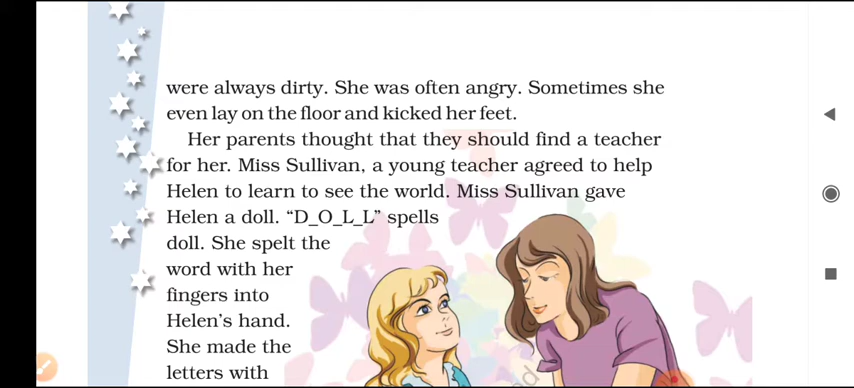 were always dirty. She was often angry. Sometimes she
even lay on the floor and kicked her feet.
Her parents thought that they should find a teacher
for her. Miss Sullivan, a young teacher agreed to help
Helen to learn to see the world. Miss Sullivan gave
Helen a doll. “D_O_L_L” spells
doll. She spelt the
word with her
fingers into
Helen’s hand.
She made the
letters with